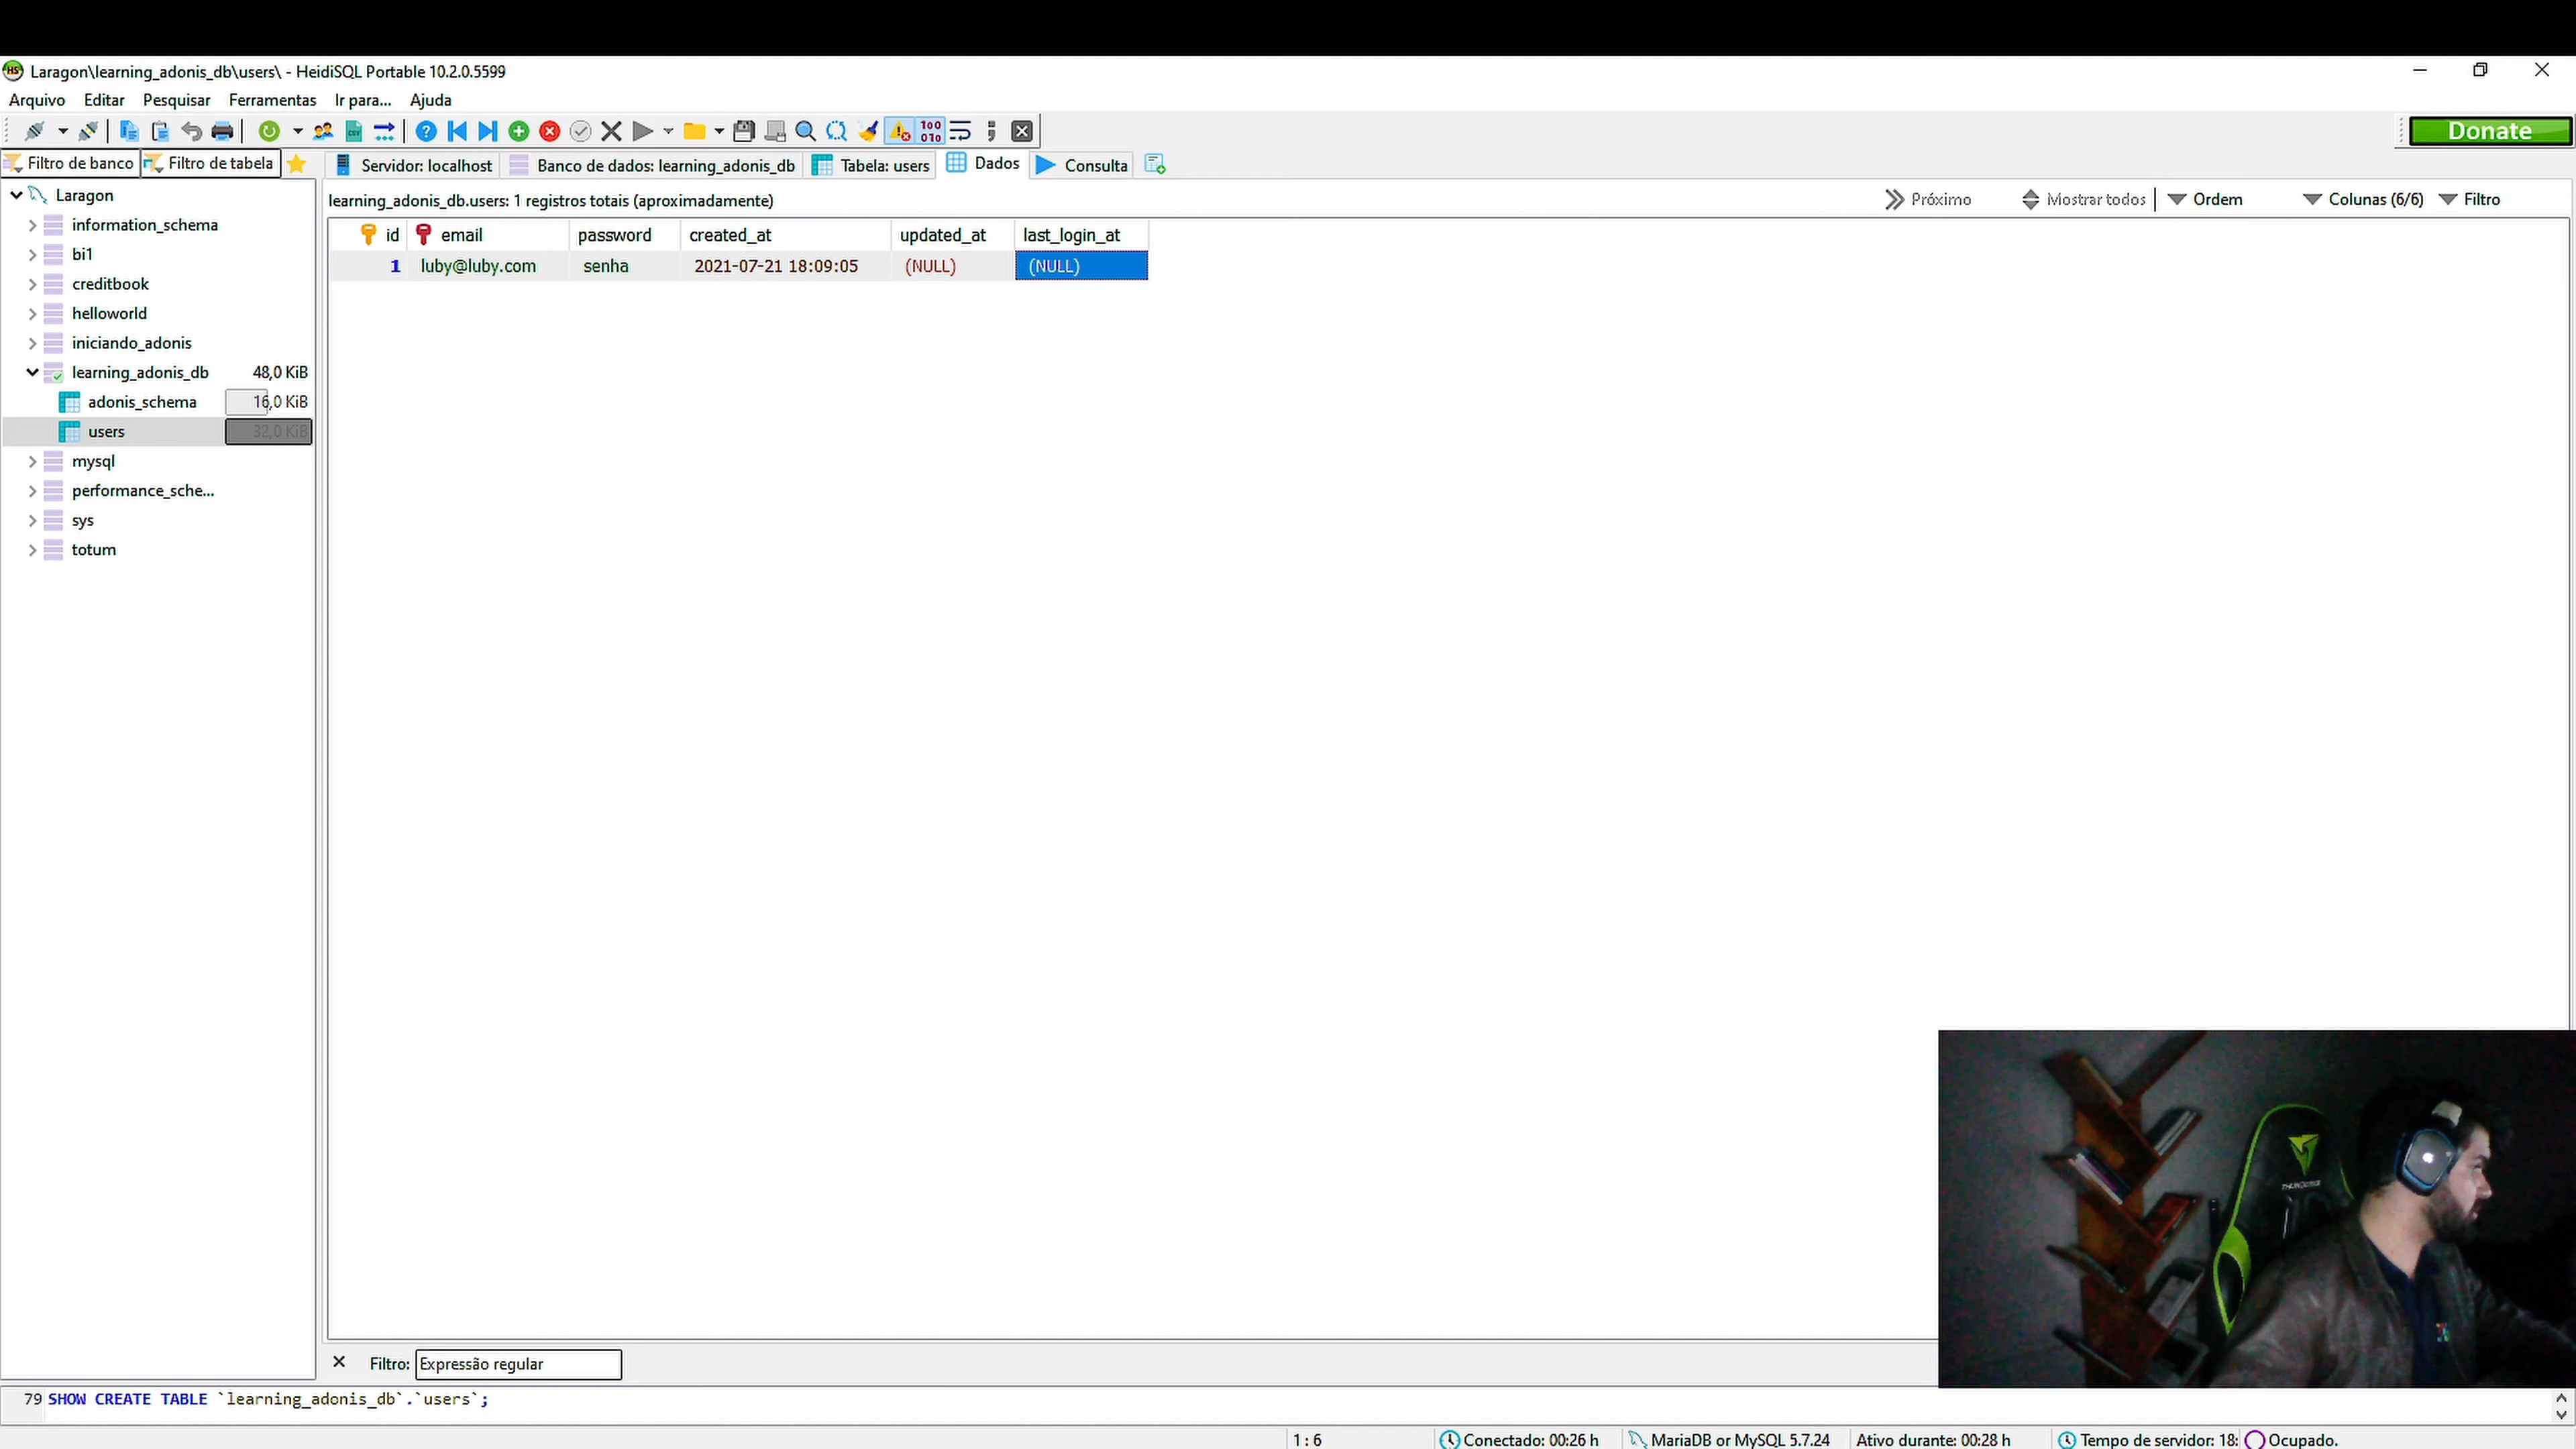 Laragon\learning_adonis_db\users\ - HeidiSQL Portable 10.2.0.5599
Arquivo Editar Pesquisar Ferramentas Ir para... Ajuda
Donate
Filtro de banco Filtro de tabela
Servidor: localhost Banco de dados: learning_adonis_db Tabela: users Dados Consulta
learning_adonis_db.users: 1 registros totais (aproximadamente) Próximo Mostrar todos Ordem Colunas (6/6) Filtro
Laragon
information_schema
bi1
creditbook
helloworld
iniciando_adonis
learning_adonis_db 48,0 KiB
adonis_schema 16,0 KiB
users 32,0 KiB
mysql
performance_sche...
sys
totum
id email password created_at updated_at last_login_at
1 luby@luby.com senha 2021-07-21 18:09:05 (NULL) (NULL)
Filtro: Expressão regular
79 SHOW CREATE TABLE `learning_adonis_db`.`users`;
1 : 6 Conectado: 00:26 h MariaDB or MySQL 5.7.24 Ativo durante: 00:28 h Tempo de servidor: 18: Ocupado.